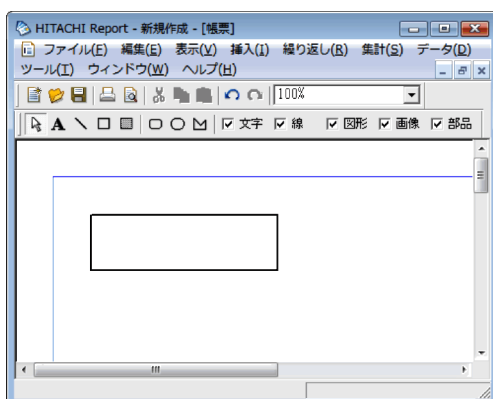 HITACHI Report - 新規作成 - [帳票]
ファイル(F) 編集(E) 表示(V) 挿入(I) 繰り返し(R) 集計(S) データ(D)
ツール(T) ウィンドウ(W) ヘルプ(H)
100%
A 文字 線 図形 画像 部品